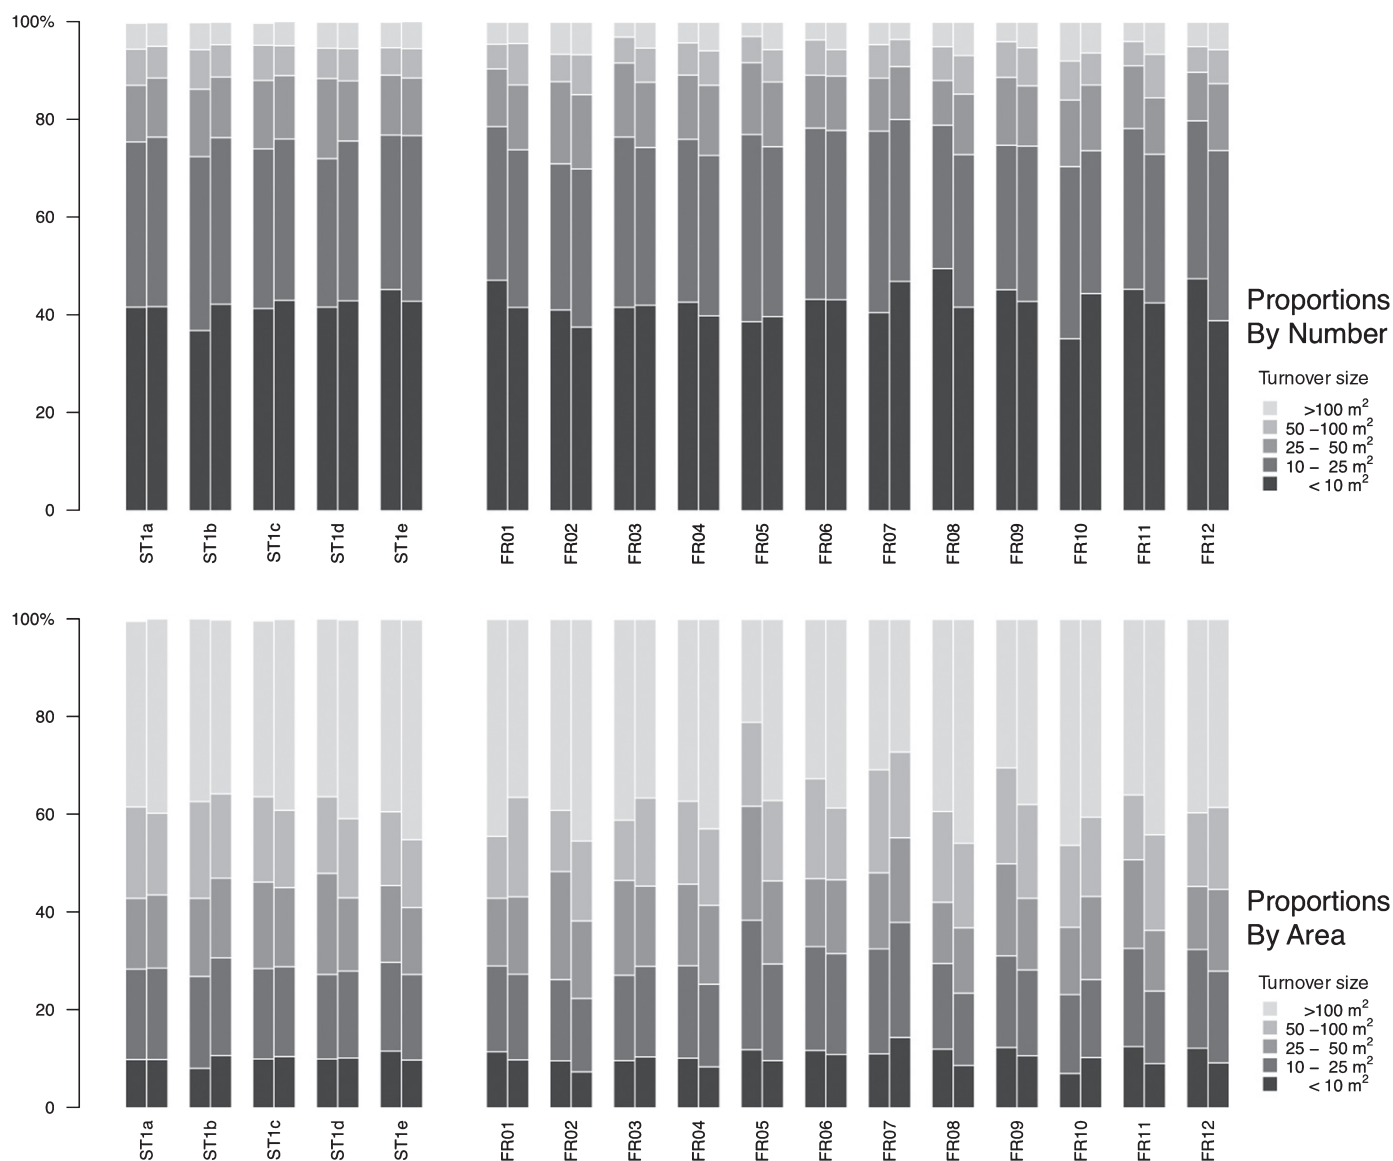 100%
80
60
40
20
0
ST1a
ST1b
ST1c
ST1d
ST1e
FR01
FR02
FR03
FR04
FR05
FR06
FR07
FR08
FR09
FR10
FR11
FR12
Proportions
By Number
Turnover size
>100 m²
50 –100 m²
25 – 50 m²
10 – 25 m²
< 10 m²
100%
80
60
40
20
0
ST1a
ST1b
ST1c
ST1d
ST1e
FR01
FR02
FR03
FR04
FR05
FR06
FR07
FR08
FR09
FR10
FR11
FR12
Proportions
By Area
Turnover size
>100 m²
50 –100 m²
25 – 50 m²
10 – 25 m²
< 10 m²